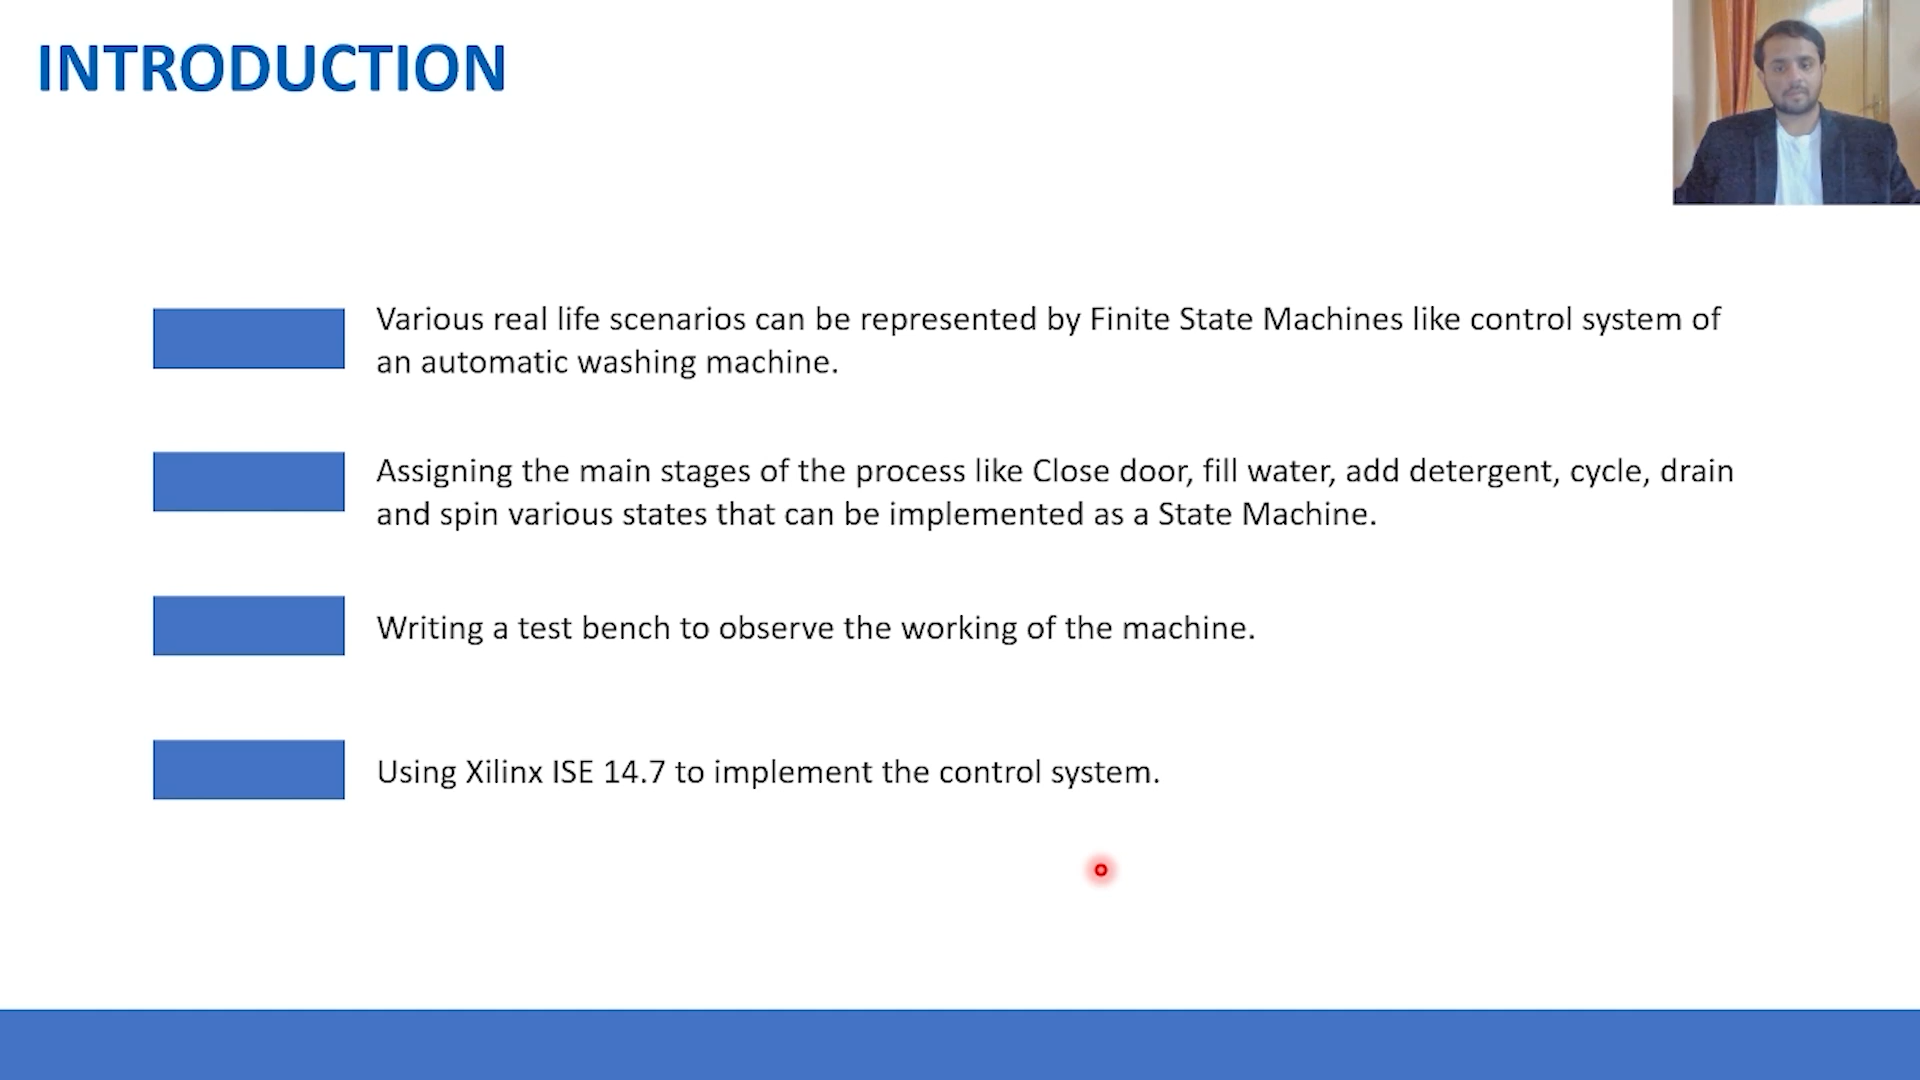 INTRODUCTION
Various real life scenarios can be represented by Finite State Machines like control system of
an automatic washing machine.
Assigning the main stages of the process like Close door, fill water, add detergent, cycle, drain
and spin various states that can be implemented as a State Machine.
Writing a test bench to observe the working of the machine.
Using Xilinx ISE 14.7 to implement the control system.